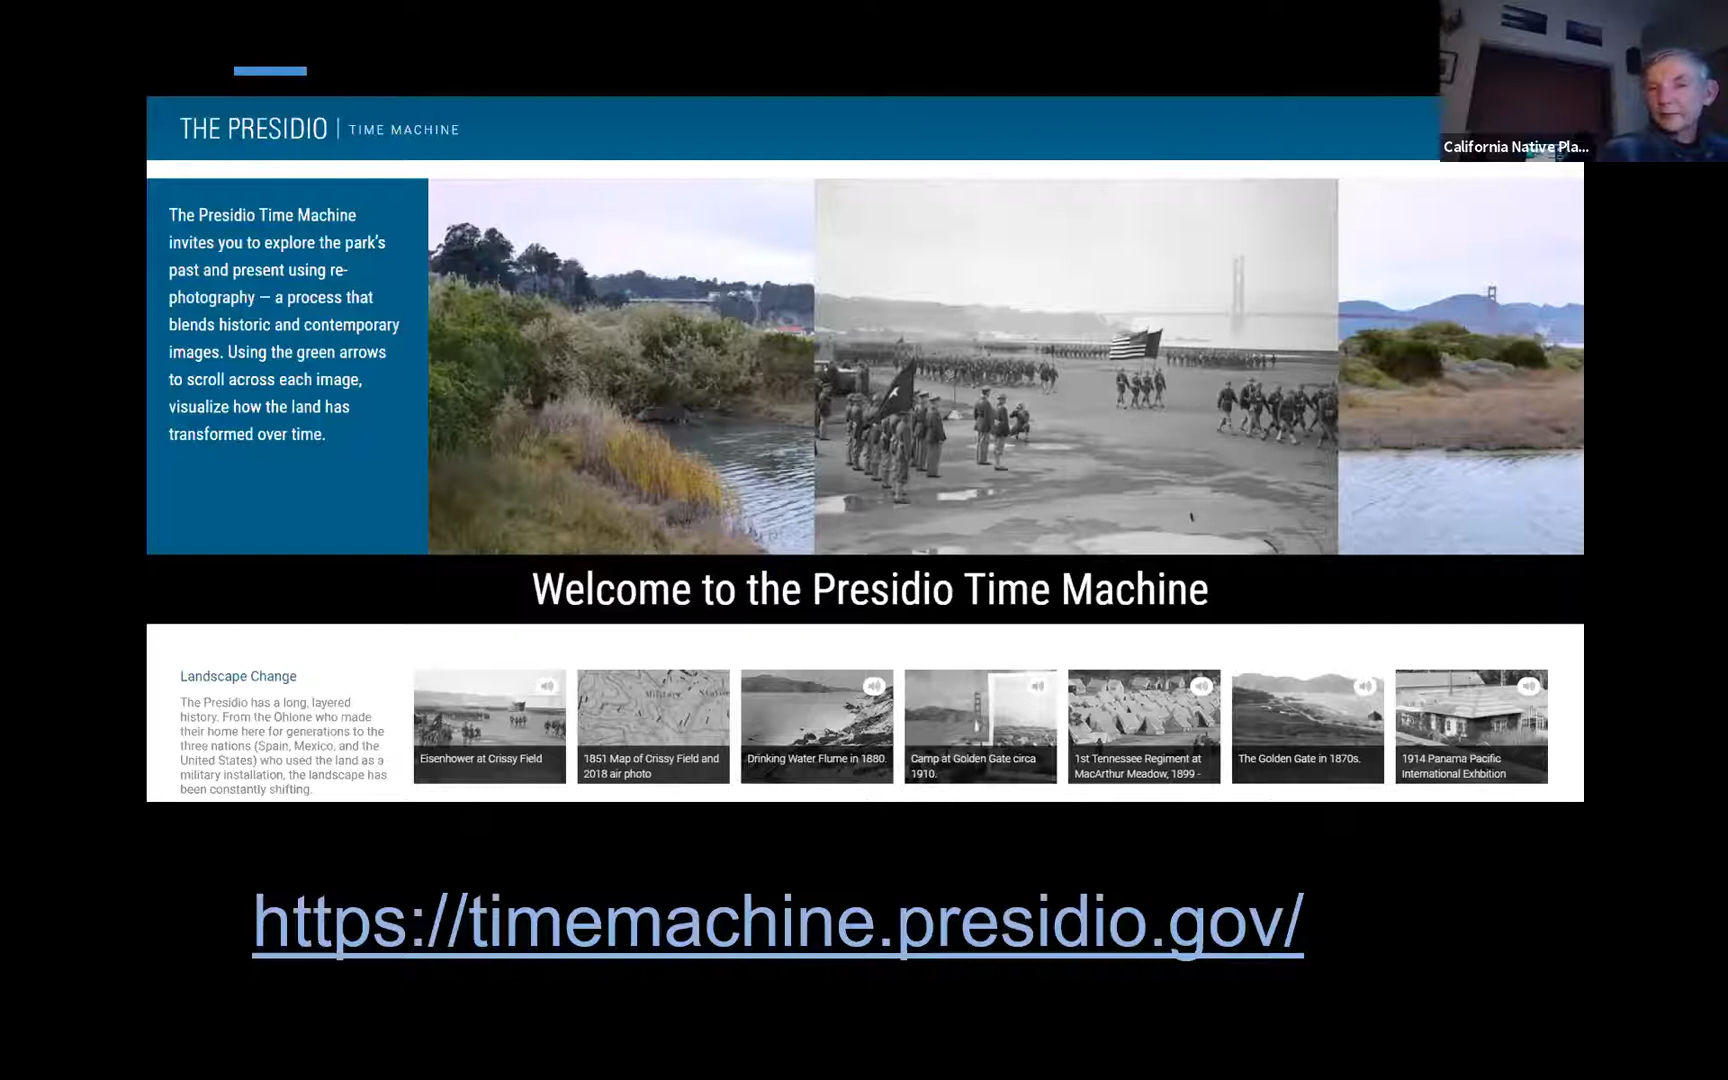 THE PRESIDIO | TIME MACHINE
California Native Pla...
The Presidio Time Machine
invites you to explore the park's
past and present using re-
photography — a process that
blends historic and contemporary
images. Using the green arrows
to scroll across each image,
visualize how the land has
transformed over time.
Welcome to the Presidio Time Machine
Landscape Change
The Presidio has a long, layered
history. From the Ohlone who made
their home here for generations to the
three nations (Spain, Mexico, and the
United States) who used the land as a
military installation, the landscape has
been constantly shifting.
Eisenhower at Crissy Field
Military
1851 Map of Crissy Field and
2018 air photo
Drinking Water Flume in 1880.
Camp at Golden Gate circa
1910.
1st Tennessee Regiment at
MacArthur Meadow, 1899 -
The Golden Gate in 1870s.
1914 Panama Pacific
International Exhibition
https://timemachine.presidio.gov/